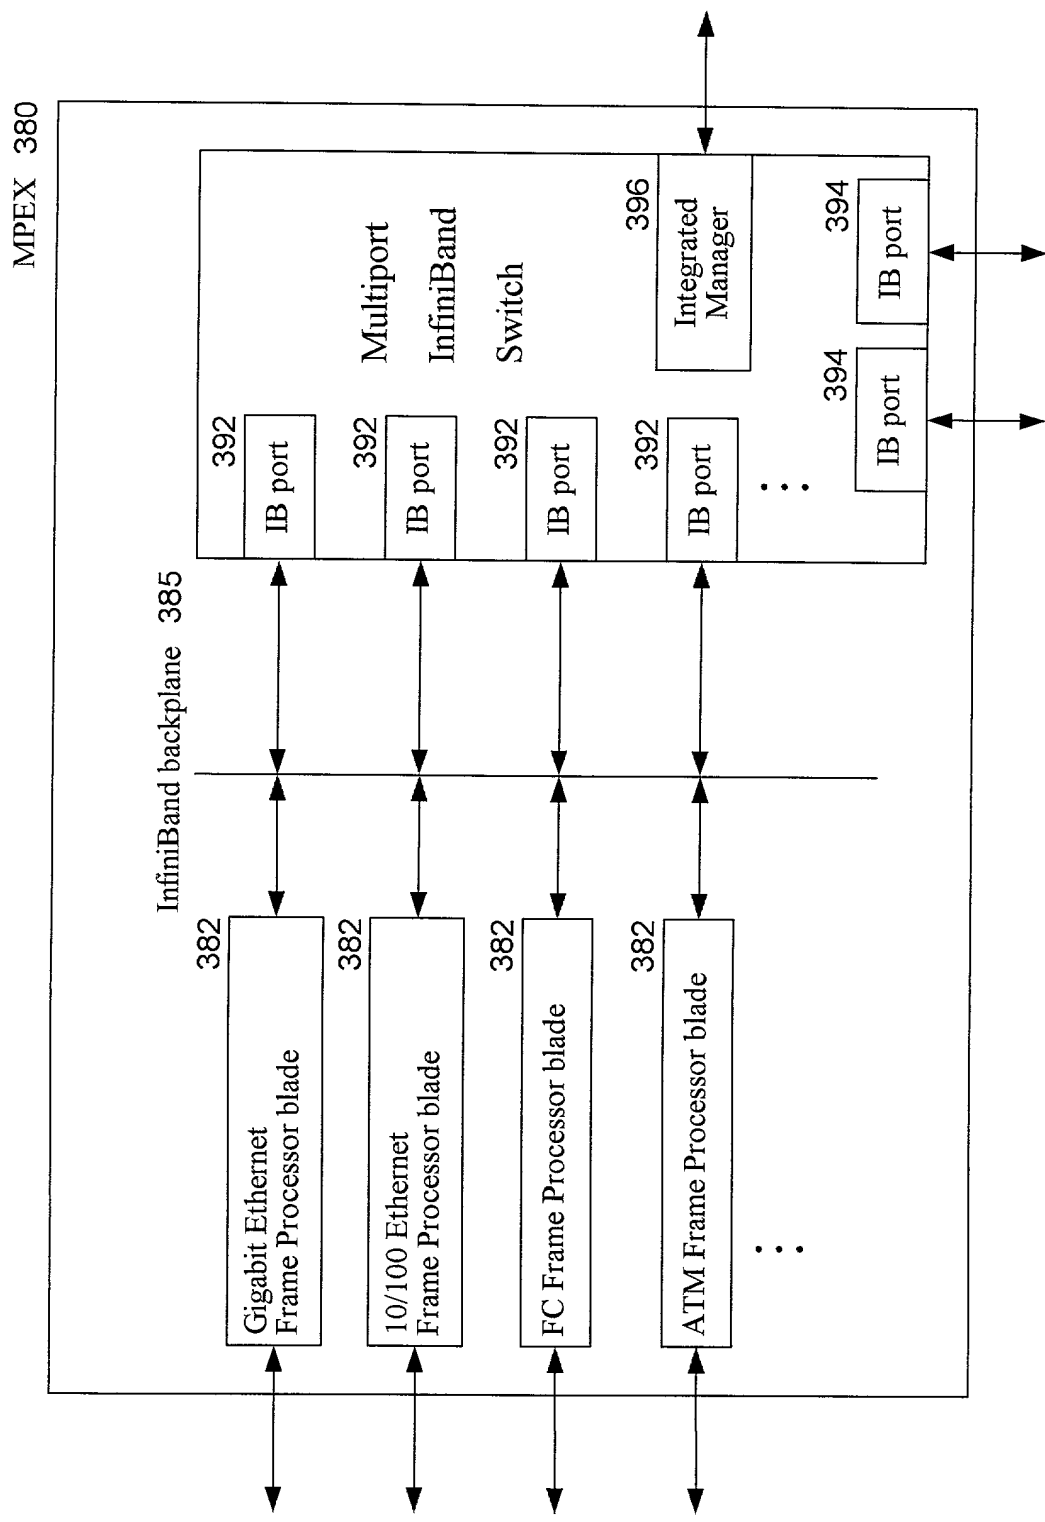 MPEX 380
InfiniBand backplane 385
382
Gigabit Ethernet
Frame Processor blade
382
10/100 Ethernet
Frame Processor blade
382
FC Frame Processor blade
382
ATM Frame Processor blade
...
392
IB port
392
IB port
392
IB port
392
IB port
...
Multiport
InfiniBand
Switch
396
Integrated
Manager
394
IB port
394
IB port